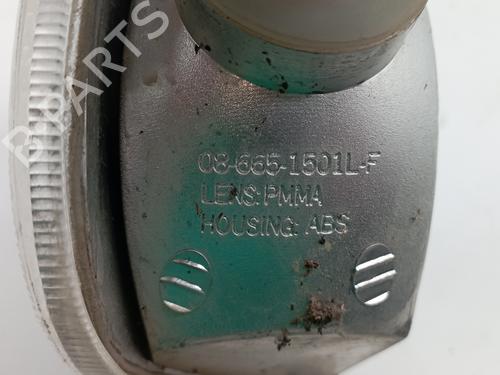 B-PARTS
08-665-1501L-F
LENS: PMMA
HOUSING: ABS